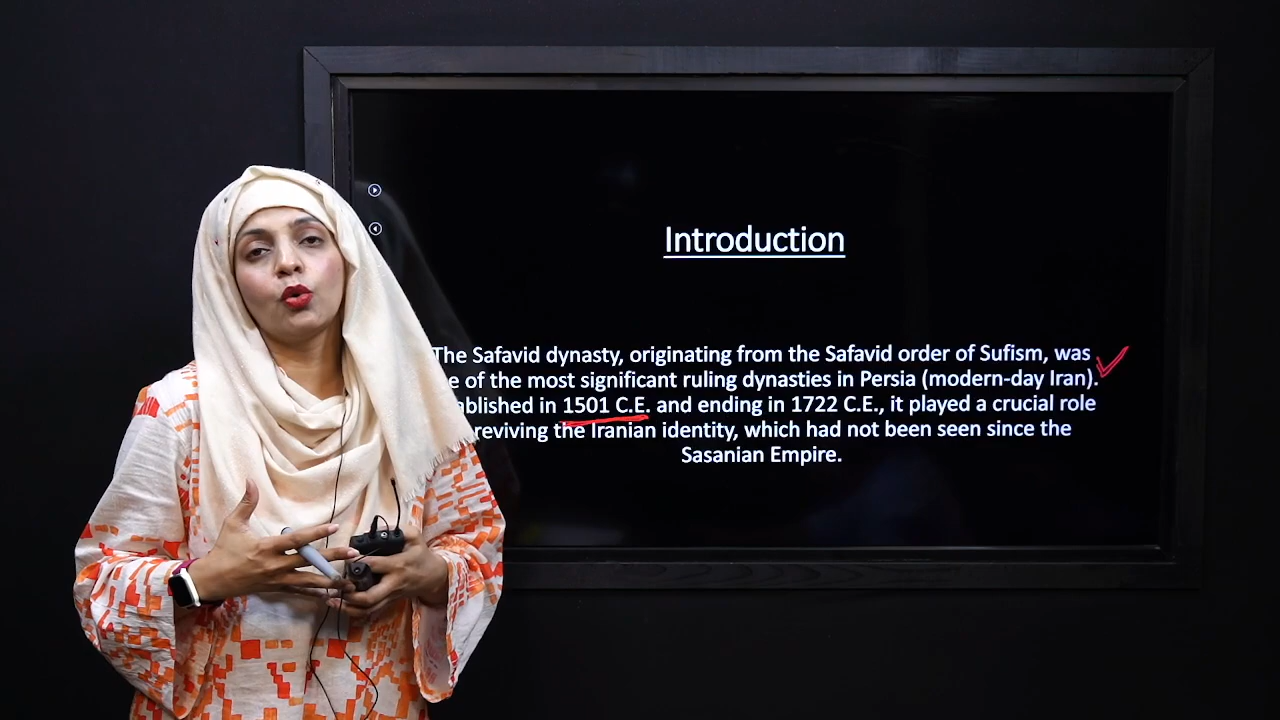 Introduction
The Safavid dynasty, originating from the Safavid order of Sufism, was
of the most significant ruling dynasties in Persia (modern-day Iran).
in 1501 C.E. and ending in 1722 C.E., it played a crucial role
reviving the Iranian identity, which had not been seen since the
Sasanian Empire.